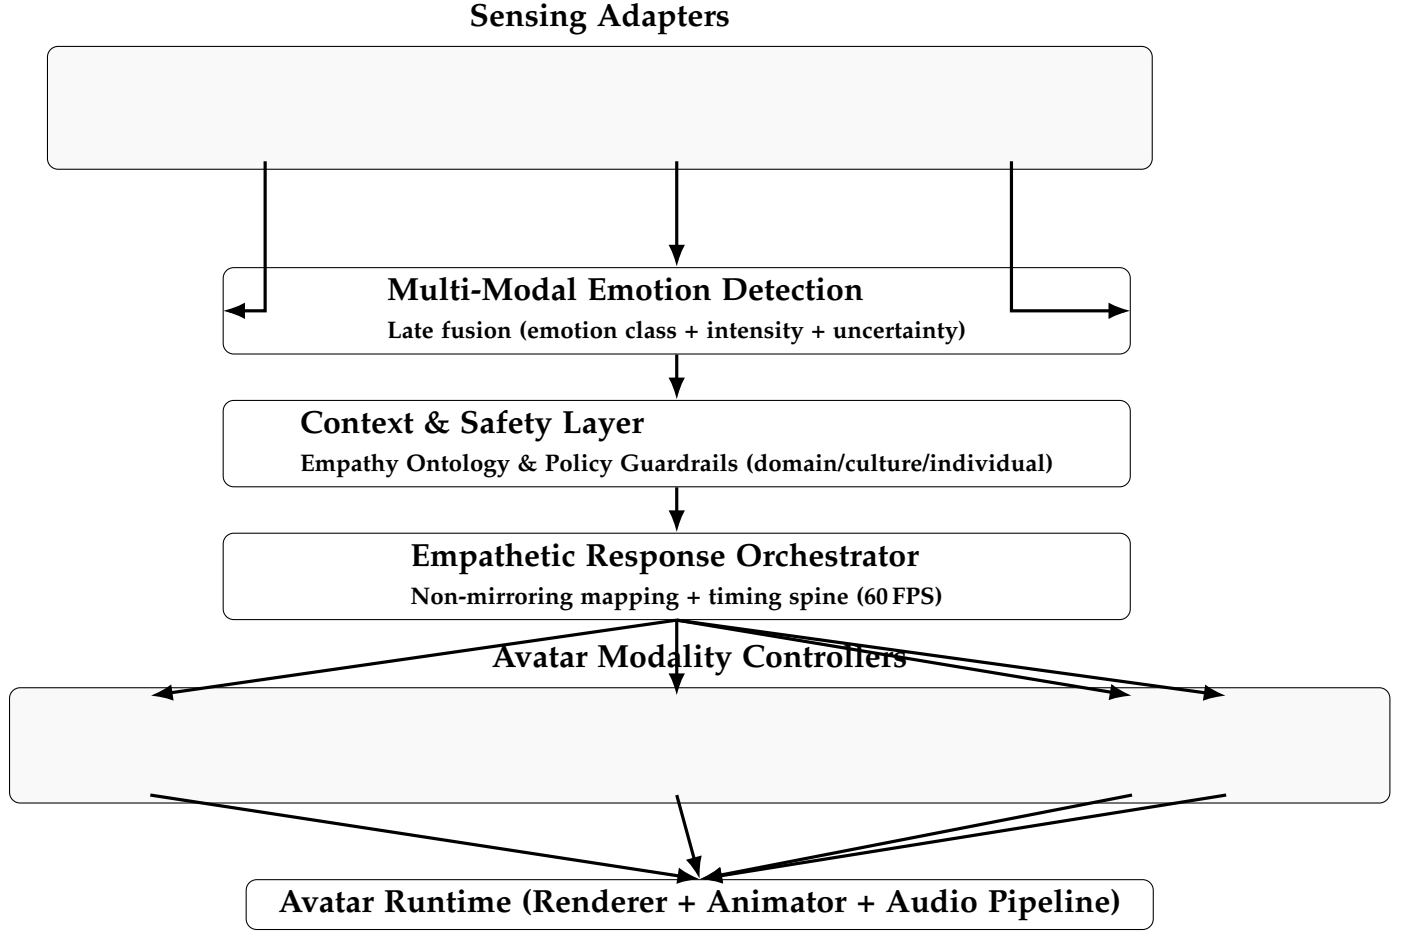 Sensing Adapters
Multi-Modal Emotion Detection
Late fusion (emotion class + intensity + uncertainty)
Context & Safety Layer
Empathy Ontology & Policy Guardrails (domain/culture/individual)
Empathetic Response Orchestrator
Non-mirroring mapping + timing spine (60 FPS)
Avatar Modality Controllers
Avatar Runtime (Renderer + Animator + Audio Pipeline)